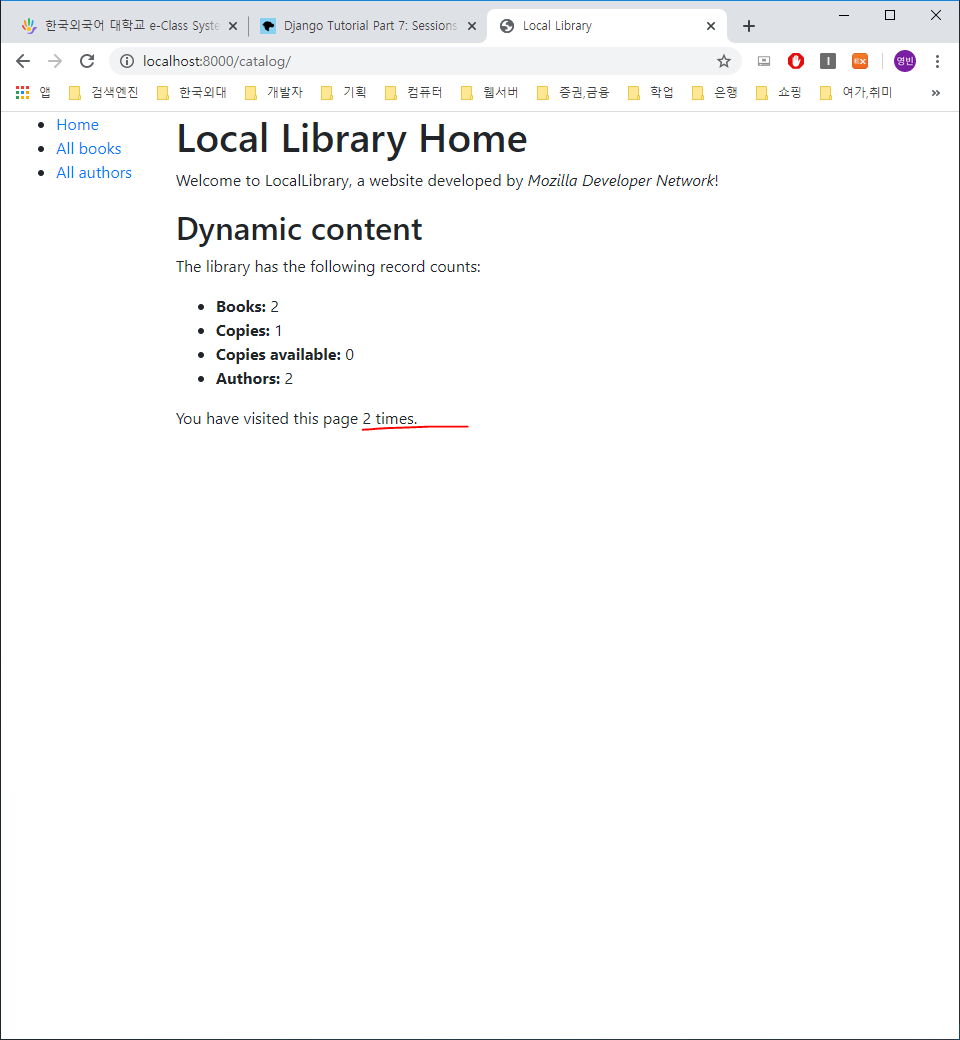 한국외국어 대학교 e-Class Syste
Django Tutorial Part 7: Sessions
Local Library
localhost:8000/catalog/
영빈
앱 검색엔진 한국외대 개발자 기획 컴퓨터 웹서버 증권,금융 학업 은행 쇼핑 여가,취미 »
Home
All books
All authors
Local Library Home
Welcome to LocalLibrary, a website developed by Mozilla Developer Network!
Dynamic content
The library has the following record counts:
Books: 2
Copies: 1
Copies available: 0
Authors: 2
You have visited this page 2 times.